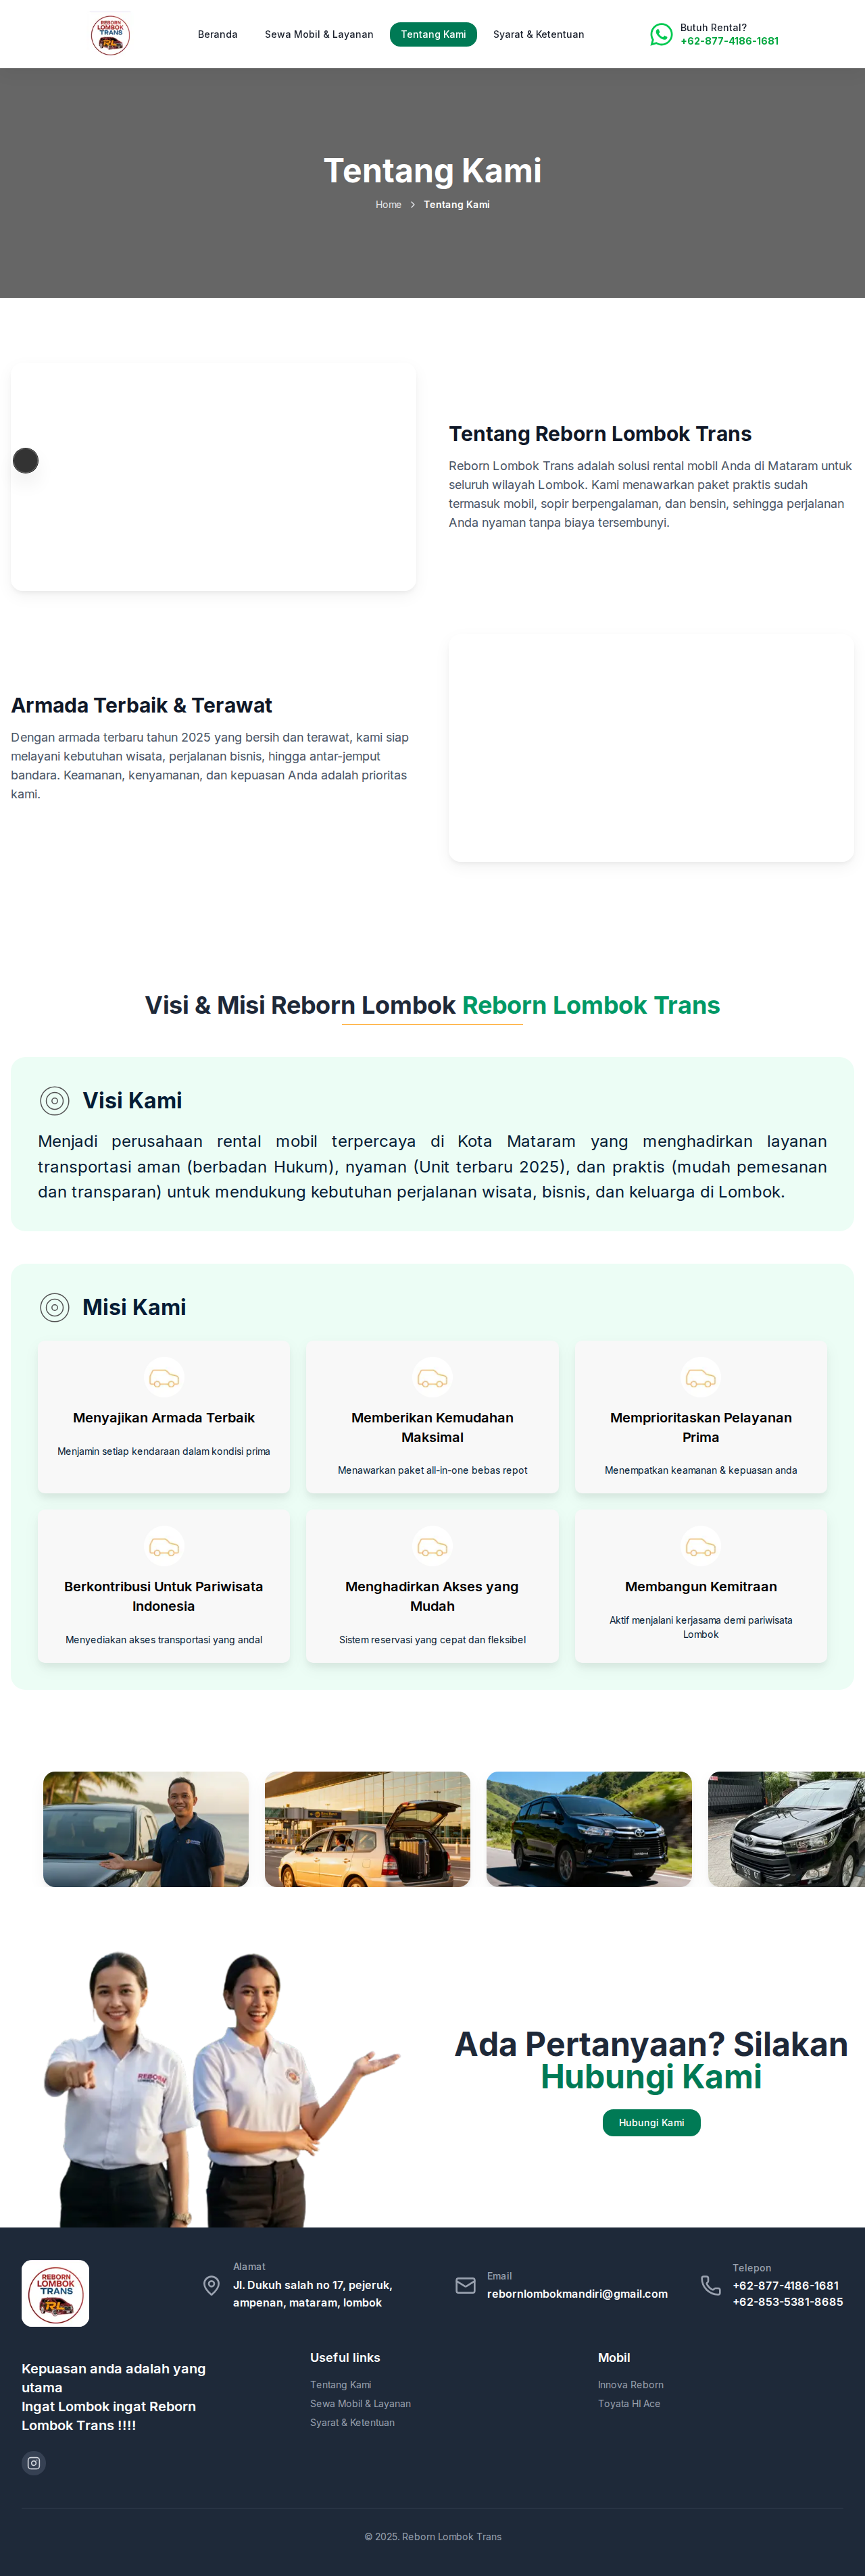 REBORN
LOMBOK
TRANS
RL
Beranda
Sewa Mobil & Layanan
Tentang Kami
Syarat & Ketentuan
Butuh Rental?
+62-877-4186-1681
Tentang Kami
Home > Tentang Kami
Tentang Reborn Lombok Trans
Reborn Lombok Trans adalah solusi rental mobil Anda di Mataram untuk
seluruh wilayah Lombok. Kami menawarkan paket praktis sudah
termasuk mobil, sopir berpengalaman, dan bensin, sehingga perjalanan
Anda nyaman tanpa biaya tersembunyi.
Armada Terbaik & Terawat
Dengan armada terbaru tahun 2025 yang bersih dan terawat, kami siap
melayani kebutuhan wisata, perjalanan bisnis, hingga antar-jemput
bandara. Keamanan, kenyamanan, dan kepuasan Anda adalah prioritas
kami.
Visi & Misi Reborn Lombok Reborn Lombok Trans
Visi Kami
Menjadi perusahaan rental mobil terpercaya di Kota Mataram yang menghadirkan layanan
transportasi aman (berbadan Hukum), nyaman (Unit terbaru 2025), dan praktis (mudah pemesanan
dan transparan) untuk mendukung kebutuhan perjalanan wisata, bisnis, dan keluarga di Lombok.
Misi Kami
Menyajikan Armada Terbaik
Menjamin setiap kendaraan dalam kondisi prima
Memberikan Kemudahan
Maksimal
Menawarkan paket all-in-one bebas repot
Memprioritaskan Pelayanan
Prima
Menempatkan keamanan & kepuasan anda
Berkontribusi Untuk Pariwisata
Indonesia
Menyediakan akses transportasi yang andal
Menghadirkan Akses yang
Mudah
Sistem reservasi yang cepat dan fleksibel
Membangun Kemitraan
Aktif menjalani kerjasama demi pariwisata
Lombok
REBORN
Ada Pertanyaan? Silakan
Hubungi Kami
Hubungi Kami
REBORN
LOMBOK
TRANS
RL
Alamat
Jl. Dukuh salah no 17, pejeruk,
ampenan, mataram, lombok
Email
rebornlombokmandiri@gmail.com
Telepon
+62-877-4186-1681
+62-853-5381-8685
Kepuasan anda adalah yang
utama
Ingat Lombok ingat Reborn
Lombok Trans !!!!
Useful links
Tentang Kami
Sewa Mobil & Layanan
Syarat & Ketentuan
Mobil
Innova Reborn
Toyata HI Ace
© 2025. Reborn Lombok Trans